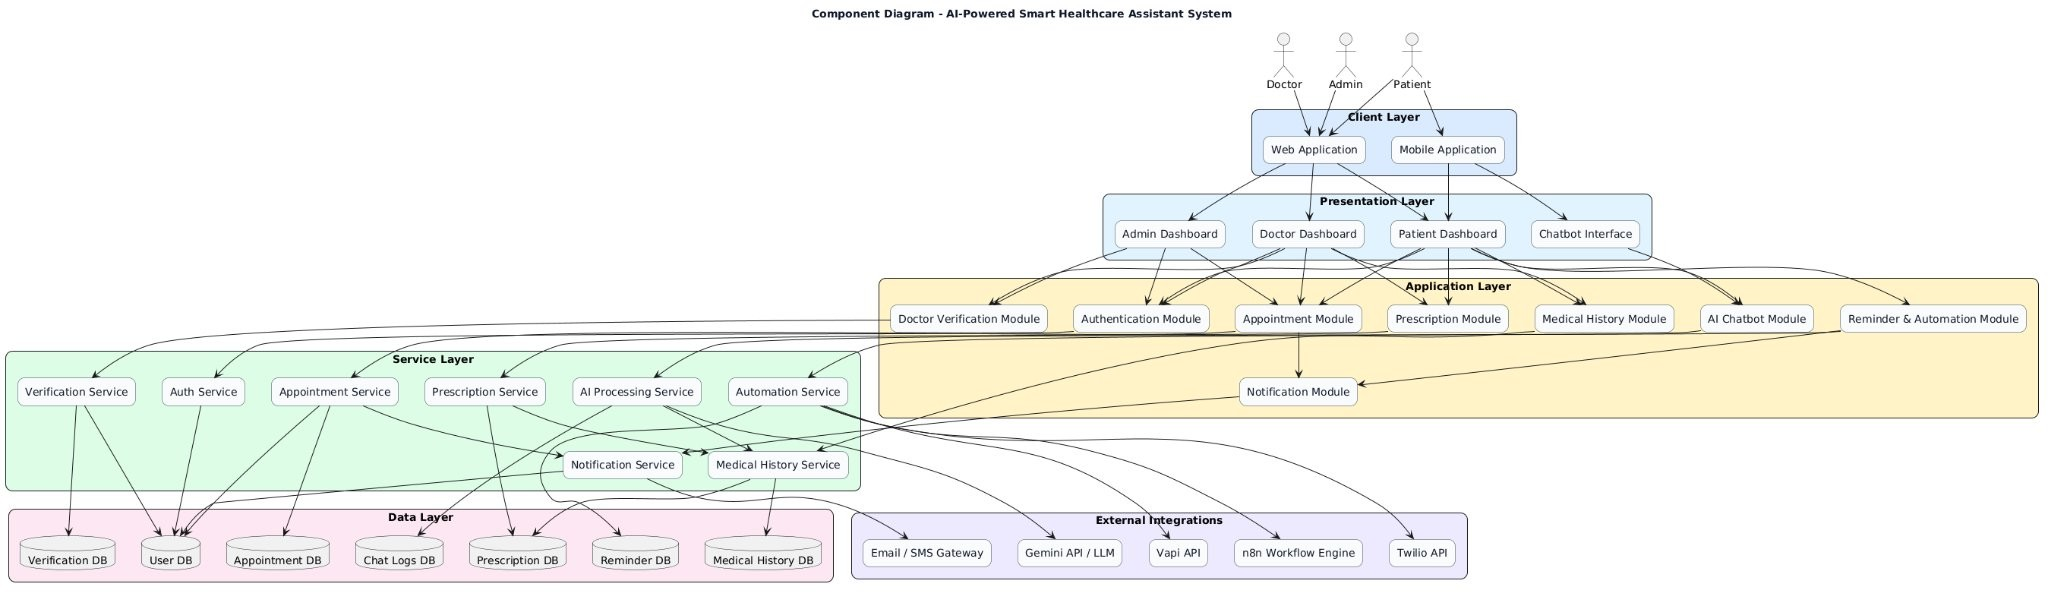 Component Diagram - AI-Powered Smart Healthcare Assistant System
Doctor
Admin
Patient
Client Layer
Web Application
Mobile Application
Presentation Layer
Admin Dashboard
Doctor Dashboard
Patient Dashboard
Chatbot Interface
Application Layer
Doctor Verification Module
Authentication Module
Appointment Module
Prescription Module
Medical History Module
AI Chatbot Module
Reminder & Automation Module
Notification Module
Service Layer
Verification Service
Auth Service
Appointment Service
Prescription Service
AI Processing Service
Automation Service
Notification Service
Medical History Service
Data Layer
Verification DB
User DB
Appointment DB
Chat Logs DB
Prescription DB
Reminder DB
Medical History DB
External Integrations
Email / SMS Gateway
Gemini API / LLM
Vapi API
n8n Workflow Engine
Twilio API